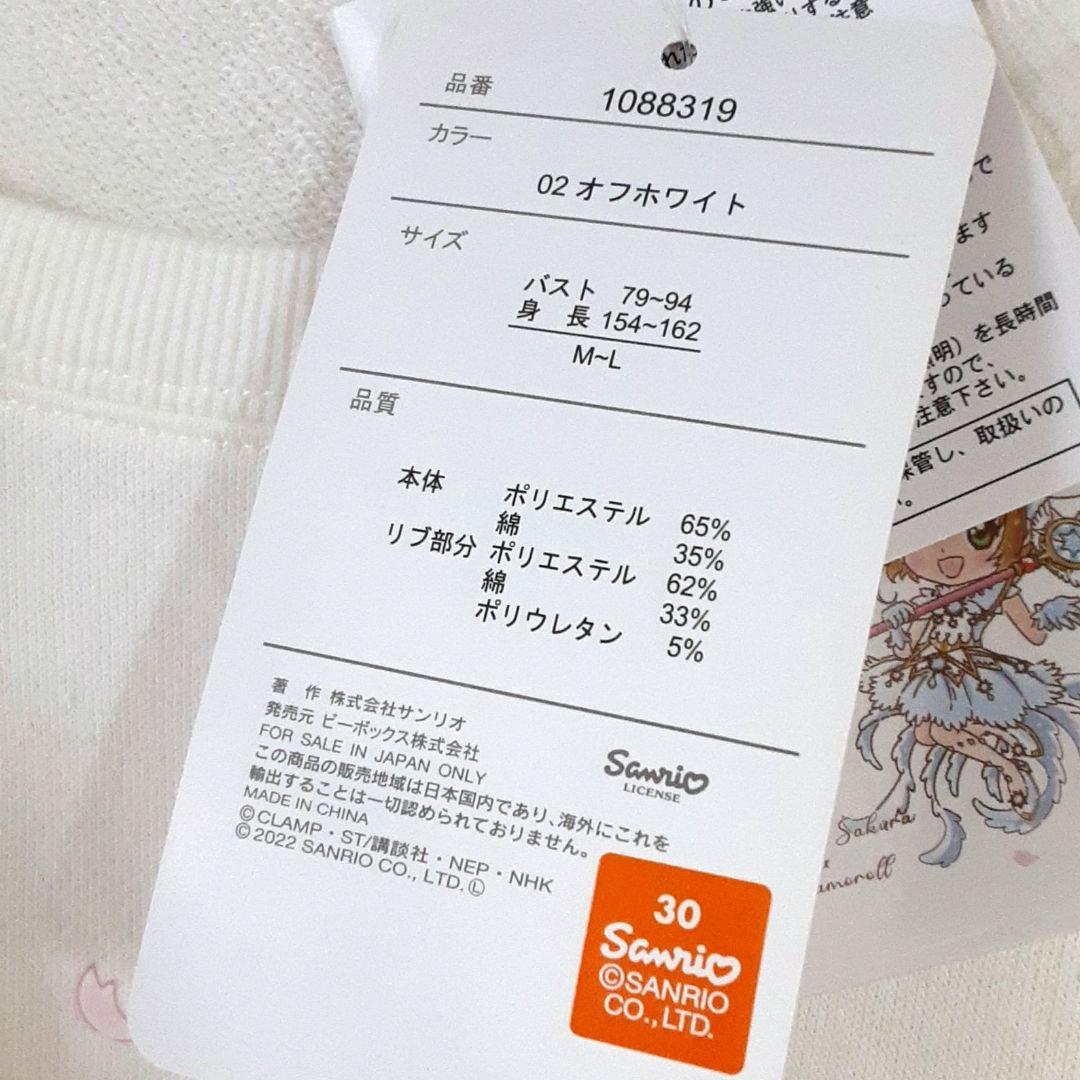 品番
1088319
カラー
02 オフホワイト
サイズ
バスト 79~94
身 長 154~162
M~L
品質
本体 ポリエステル 65%
綿 35%
リブ部分 ポリエステル 62%
綿 33%
ポリウレタン 5%
著 作 株式会社サンリオ
発売元 ビーボックス株式会社
FOR SALE IN JAPAN ONLY
この商品の販売地域は日本国内であり、海外にこれを
輸出することは一切認められておりません。
MADE IN CHINA
©CLAMP・ST/講談社・NEP・NHK
©2022 SANRIO CO., LTD. Ⓛ
Sanrio
LICENSE
30
Sanrio
©SANRIO
CO.,LTD.
で
ます
っている
明）を長時間
すので、
注意下さい。
保管し、取扱いの
Sakura